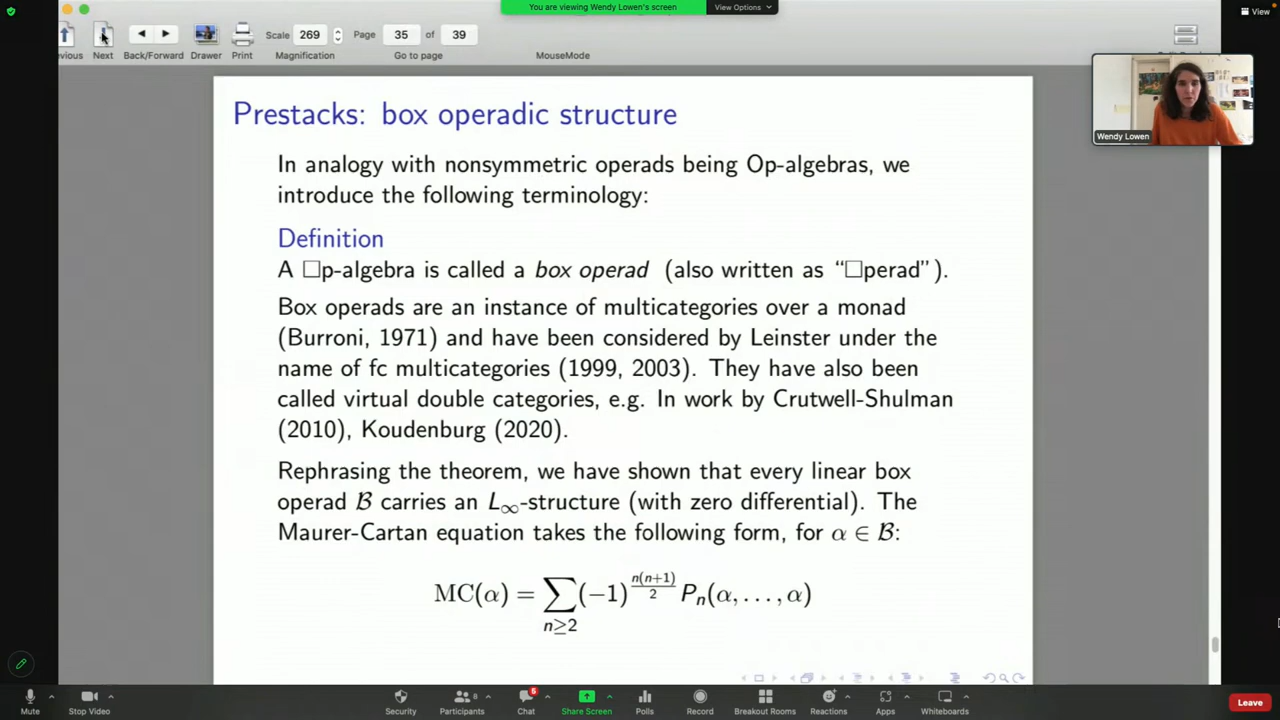 You are viewing Wendy Lowen's screen
View Options
View
Scale 269
Page 35 of 39
Next
Back/Forward
Drawer
Print
Magnification
Go to page
MouseMode
Wendy Lowen
Prestacks: box operadic structure
In analogy with nonsymmetric operads being Op-algebras, we
introduce the following terminology:
Definition
A □p-algebra is called a box operad (also written as “□perad”).
Box operads are an instance of multicategories over a monad
(Burroni, 1971) and have been considered by Leinster under the
name of fc multicategories (1999, 2003). They have also been
called virtual double categories, e.g. In work by Crutwell-Shulman
(2010), Koudenburg (2020).
Rephrasing the theorem, we have shown that every linear box
operad ℬ carries an L∞-structure (with zero differential). The
Maurer-Cartan equation takes the following form, for α ∈ ℬ:
MC(α) = ∑_{n≥2} (−1)^{n(n+1)/2} P_n(α, . . . , α)
Mute
Stop Video
Security
Participants 8
Chat 5
Share Screen
Polls
Record
Breakout Rooms
Reactions
Apps
Whiteboards
Leave